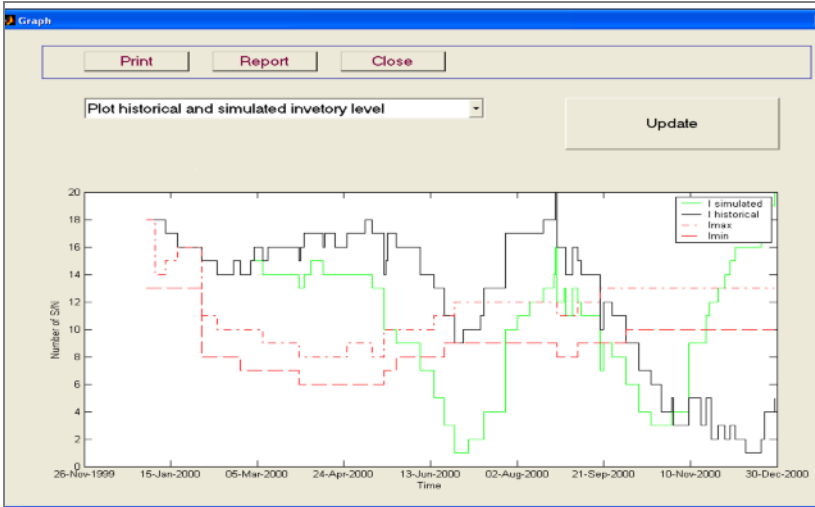 Graph
Print Report Close
Plot historical and simulated invetory level
Update
20
18
16
14
12
10
8
6
4
2
0
Number of S/N
I simulated
I historical
Imax
Imin
26-Nov-1999 15-Jan-2000 05-Mar-2000 24-Apr-2000 13-Jun-2000 02-Aug-2000 21-Sep-2000 10-Nov-2000 30-Dec-2000
Time